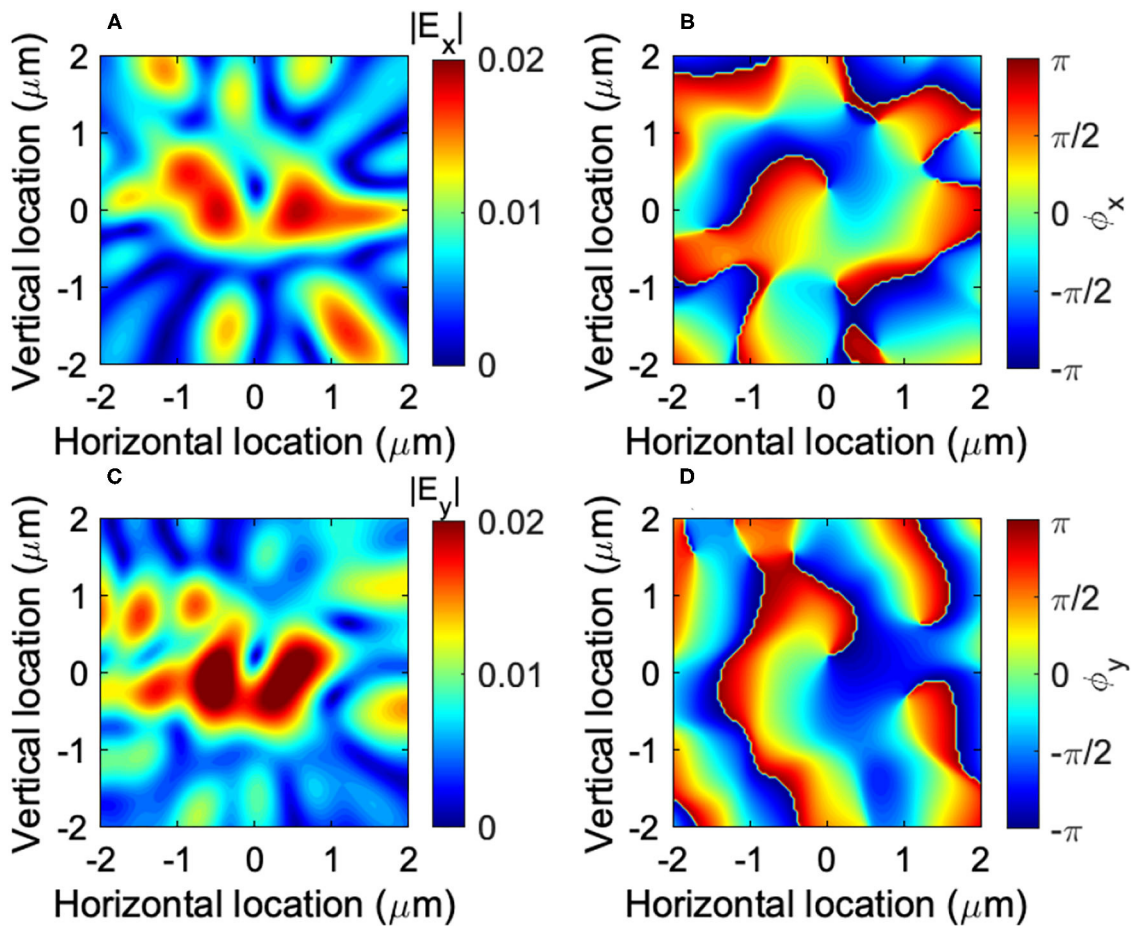 A
|E_x|
B
Vertical location (μm)
2
1
0
-1
-2
-2 -1 0 1 2
Horizontal location (μm)
0.02
0.01
0
Vertical location (μm)
2
1
0
-1
-2
-2 -1 0 1 2
Horizontal location (μm)
π
π/2
0
-π/2
-π
ϕ_x
C
|E_y|
D
Vertical location (μm)
2
1
0
-1
-2
-2 -1 0 1 2
Horizontal location (μm)
0.02
0.01
0
Vertical location (μm)
2
1
0
-1
-2
-2 -1 0 1 2
Horizontal location (μm)
π
π/2
0
-π/2
-π
ϕ_y